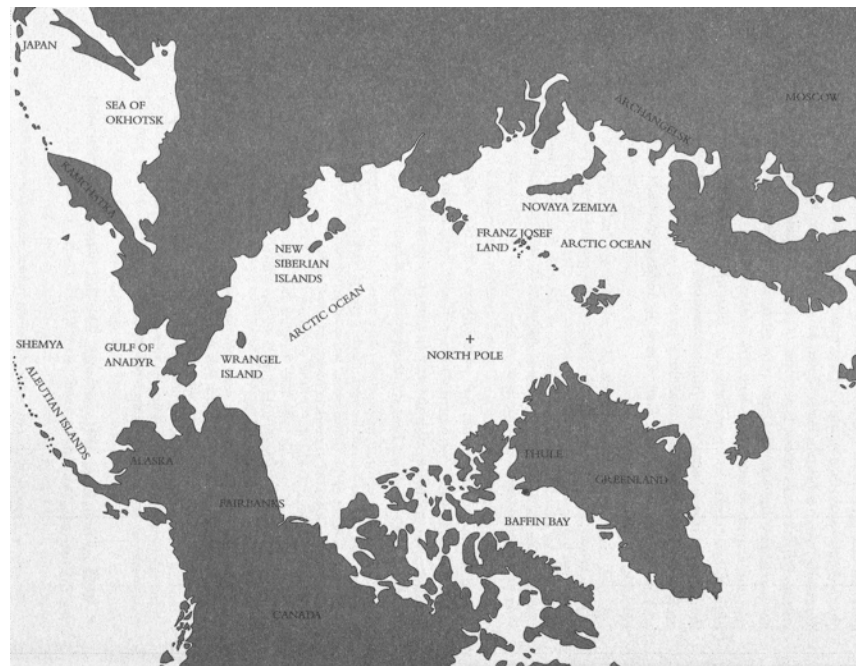 JAPAN
SEA OF
OKHOTSK
KAMCHATKA
ARCHANGELSK
MOSCOW
NOVAYA ZEMLYA
FRANZ JOSEF
LAND
ARCTIC OCEAN
NEW
SIBERIAN
ISLANDS
ARCTIC OCEAN
SHEMYA
GULF OF
ANADYR
WRANGEL
ISLAND
NORTH POLE
ALEUTIAN ISLANDS
ALASKA
FAIRBANKS
THULE
GREENLAND
BAFFIN BAY
CANADA